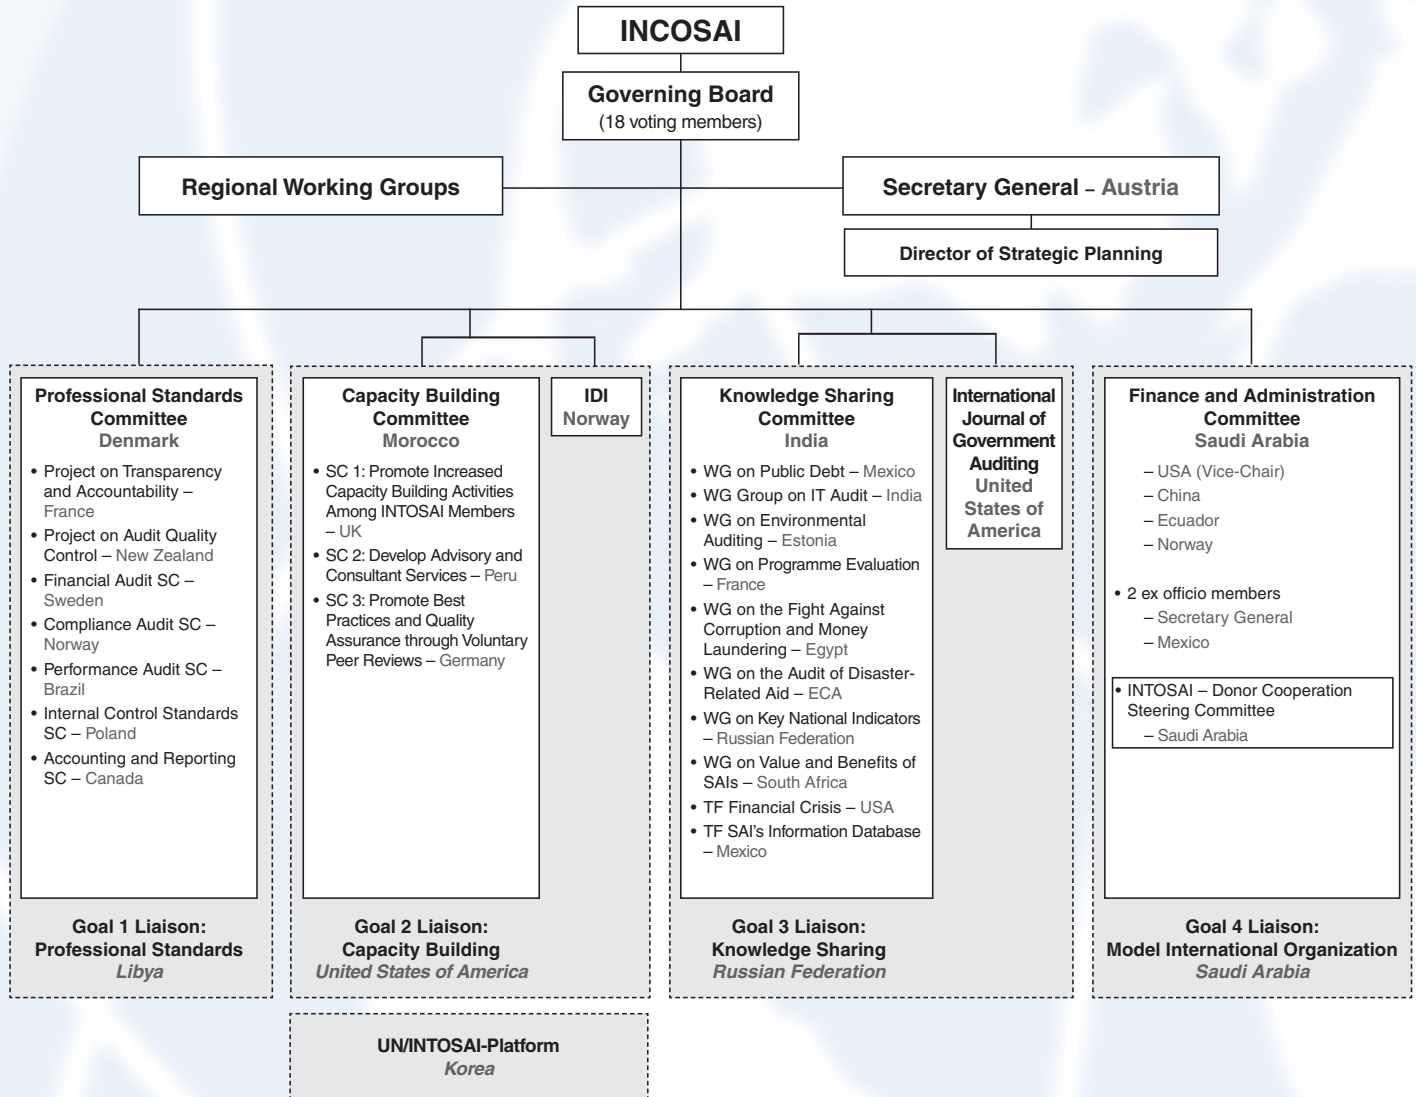 INCOSAI
Governing Board
(18 voting members)
Regional Working Groups
Secretary General – Austria
Director of Strategic Planning
Professional Standards
Committee
Denmark
• Project on Transparency
and Accountability –
France
• Project on Audit Quality
Control – New Zealand
• Financial Audit SC –
Sweden
• Compliance Audit SC –
Norway
• Performance Audit SC –
Brazil
• Internal Control Standards
SC – Poland
• Accounting and Reporting
SC – Canada
Goal 1 Liaison:
Professional Standards
Libya
Capacity Building
Committee
Morocco
• SC 1: Promote Increased
Capacity Building Activities
Among INTOSAI Members
– UK
• SC 2: Develop Advisory and
Consultant Services – Peru
• SC 3: Promote Best
Practices and Quality
Assurance through Voluntary
Peer Reviews – Germany
IDI
Norway
Goal 2 Liaison:
Capacity Building
United States of America
Knowledge Sharing
Committee
India
• WG on Public Debt – Mexico
• WG Group on IT Audit – India
• WG on Environmental
Auditing – Estonia
• WG on Programme Evaluation
– France
• WG on the Fight Against
Corruption and Money
Laundering – Egypt
• WG on the Audit of Disaster-
Related Aid – ECA
• WG on Key National Indicators
– Russian Federation
• WG on Value and Benefits of
SAIs – South Africa
• TF Financial Crisis – USA
• TF SAI’s Information Database
– Mexico
International
Journal of
Government
Auditing
United
States of
America
Goal 3 Liaison:
Knowledge Sharing
Russian Federation
Finance and Administration
Committee
Saudi Arabia
– USA (Vice-Chair)
– China
– Ecuador
– Norway
• 2 ex officio members
– Secretary General
– Mexico
• INTOSAI – Donor Cooperation
Steering Committee
– Saudi Arabia
Goal 4 Liaison:
Model International Organization
Saudi Arabia
UN/INTOSAI-Platform
Korea